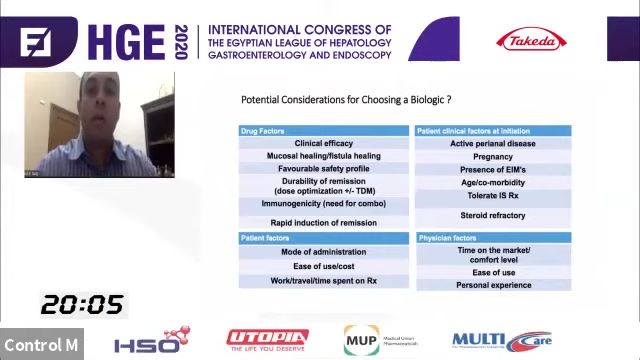 HGE 2020
INTERNATIONAL CONGRESS OF
THE EGYPTIAN LEAGUE OF HEPATOLOGY
GASTROENTEROLOGY AND ENDOSCOPY
Takeda
Potential Considerations for Choosing a Biologic ?
Drug Factors
Clinical efficacy
Mucosal healing/fistula healing
Favourable safety profile
Durability of remission
(dose optimization +/- TDM)
Immunogenicity (need for combo)
Rapid induction of remission
Patient clinical factors at initiation
Active perianal disease
Pregnancy
Presence of EIM's
Age/co-morbidity
Tolerate IS Rx
Steroid refractory
Patient factors
Mode of administration
Ease of use/cost
Work/travel/time spent on Rx
Physician factors
Time on the market/
comfort level
Ease of use
Personal experience
20:05
Control M
HSO
UTOPIA
THE LIFE YOU DESERVE
MUP
Medical Union
Pharmaceuticals
MULTI Care